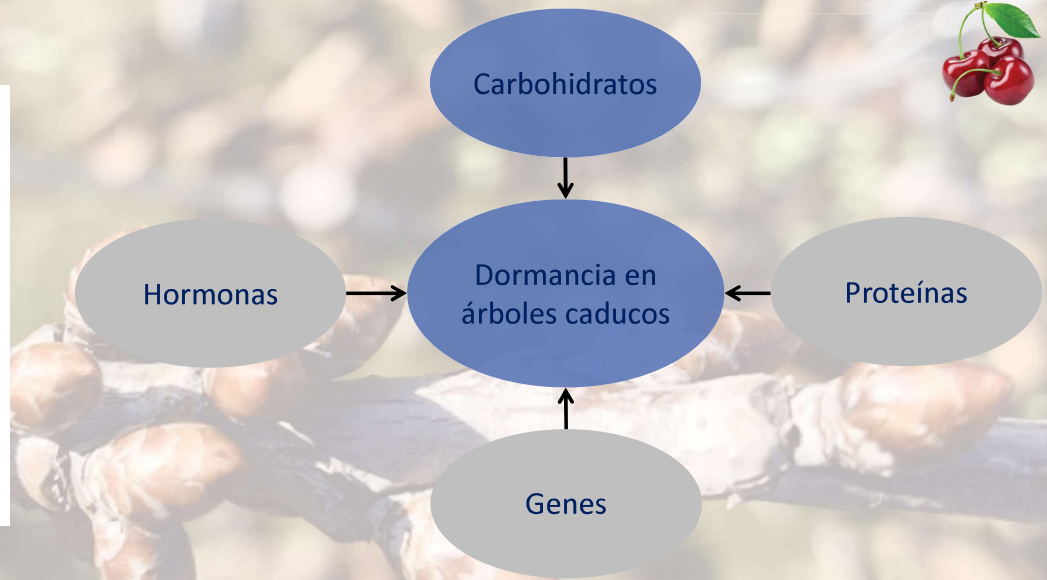 Carbohidratos
Hormonas
Dormancia en
árboles caducos
Proteínas
Genes